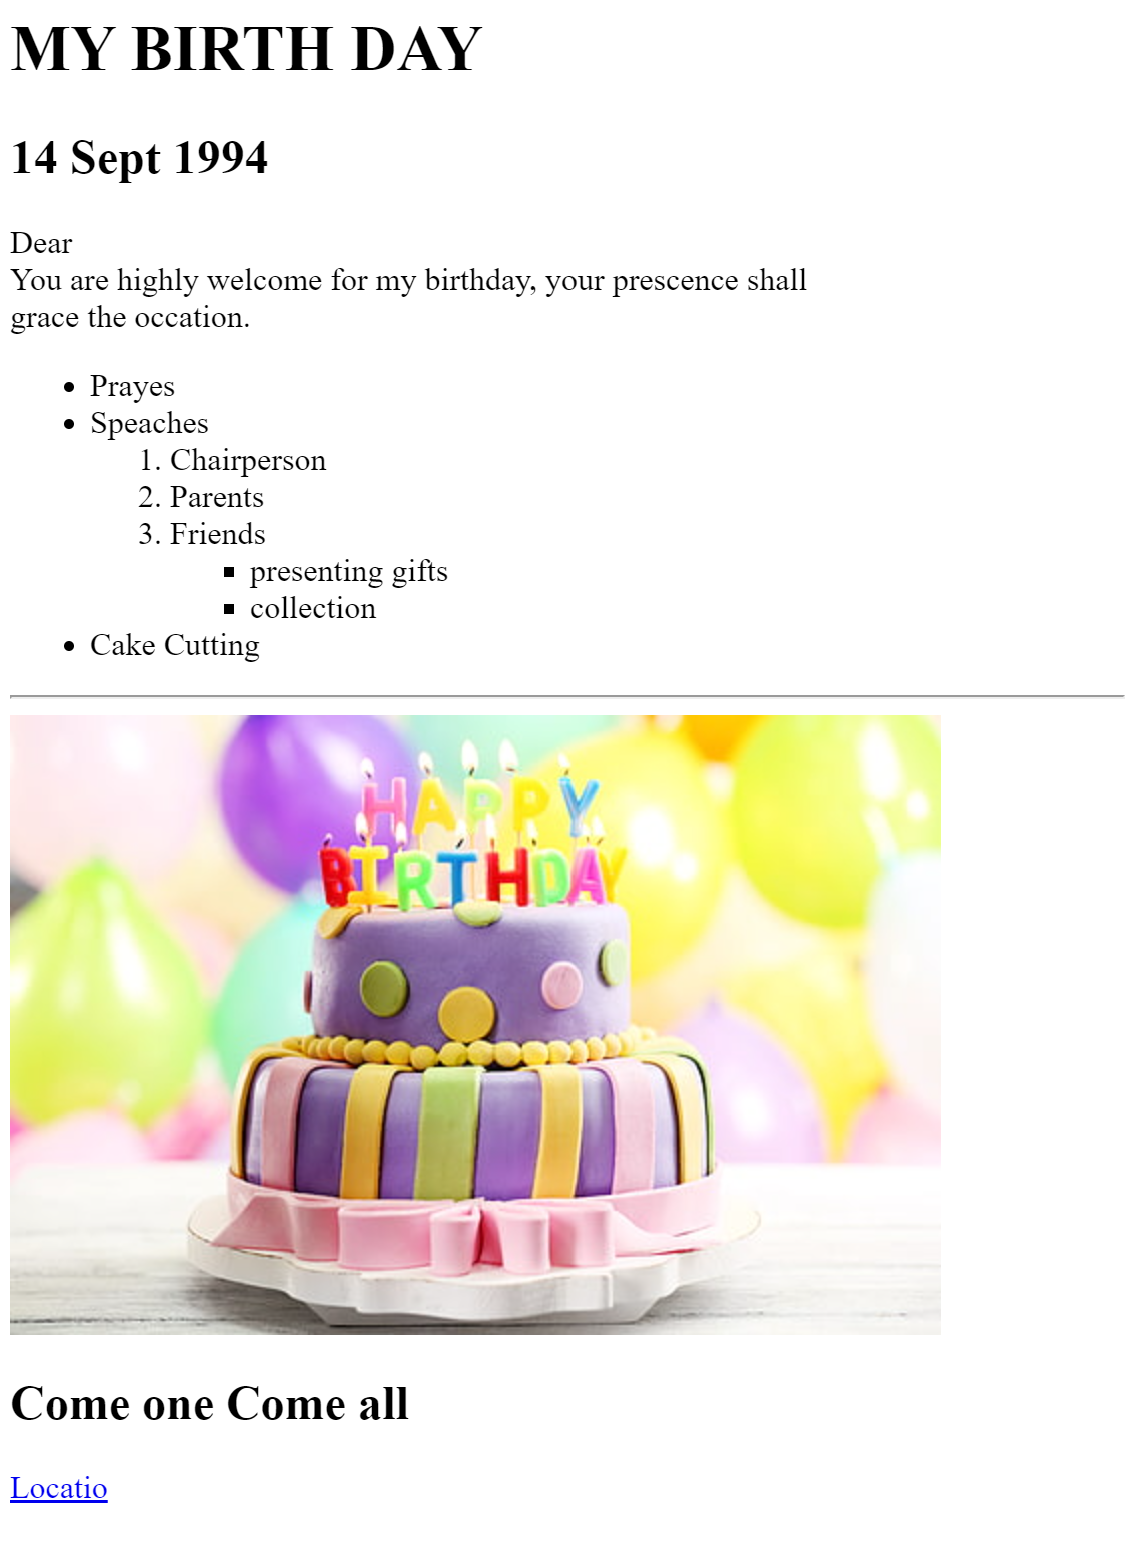 MY BIRTH DAY
14 Sept 1994
Dear
You are highly welcome for my birthday, your prescence shall
grace the occation.
• Prayes
• Speaches
1. Chairperson
2. Parents
3. Friends
▪ presenting gifts
▪ collection
• Cake Cutting
HAPPY
BIRTHDAY
Come one Come all
Locatio